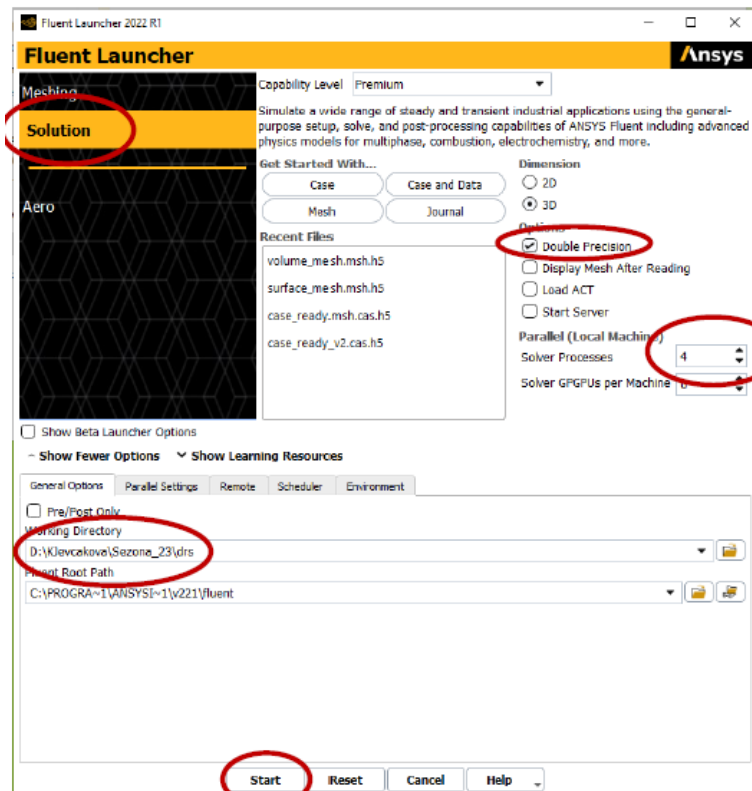 Fluent Launcher 2022 R1
Fluent Launcher
Ansys
Meshing
Solution
Aero
Capability Level Premium
Simulate a wide range of steady and transient industrial applications using the general-
purpose setup, solve, and post-processing capabilities of ANSYS Fluent including advanced
physics models for multiphase, combustion, electrochemistry, and more.
Get Started With...
Case
Case and Data
Mesh
Journal
Recent Files
volume_mesh.msh.h5
surface_mesh.msh.h5
case_ready.msh.cas.h5
case_ready_v2.cas.h5
Dimension
2D
3D
Options
Double Precision
Display Mesh After Reading
Load ACT
Start Server
Parallel (Local Machine)
Solver Processes 4
Solver GPGPUs per Machine
Show Beta Launcher Options
Show Fewer Options
Show Learning Resources
General Options
Parallel Settings
Remote
Scheduler
Environment
Pre/Post Only
Working Directory
D:\KJevcakova\Sezona_23\drs
Fluent Root Path
C:\PROGRA~1\ANSYSI~1\v221\fluent
Start
Reset
Cancel
Help